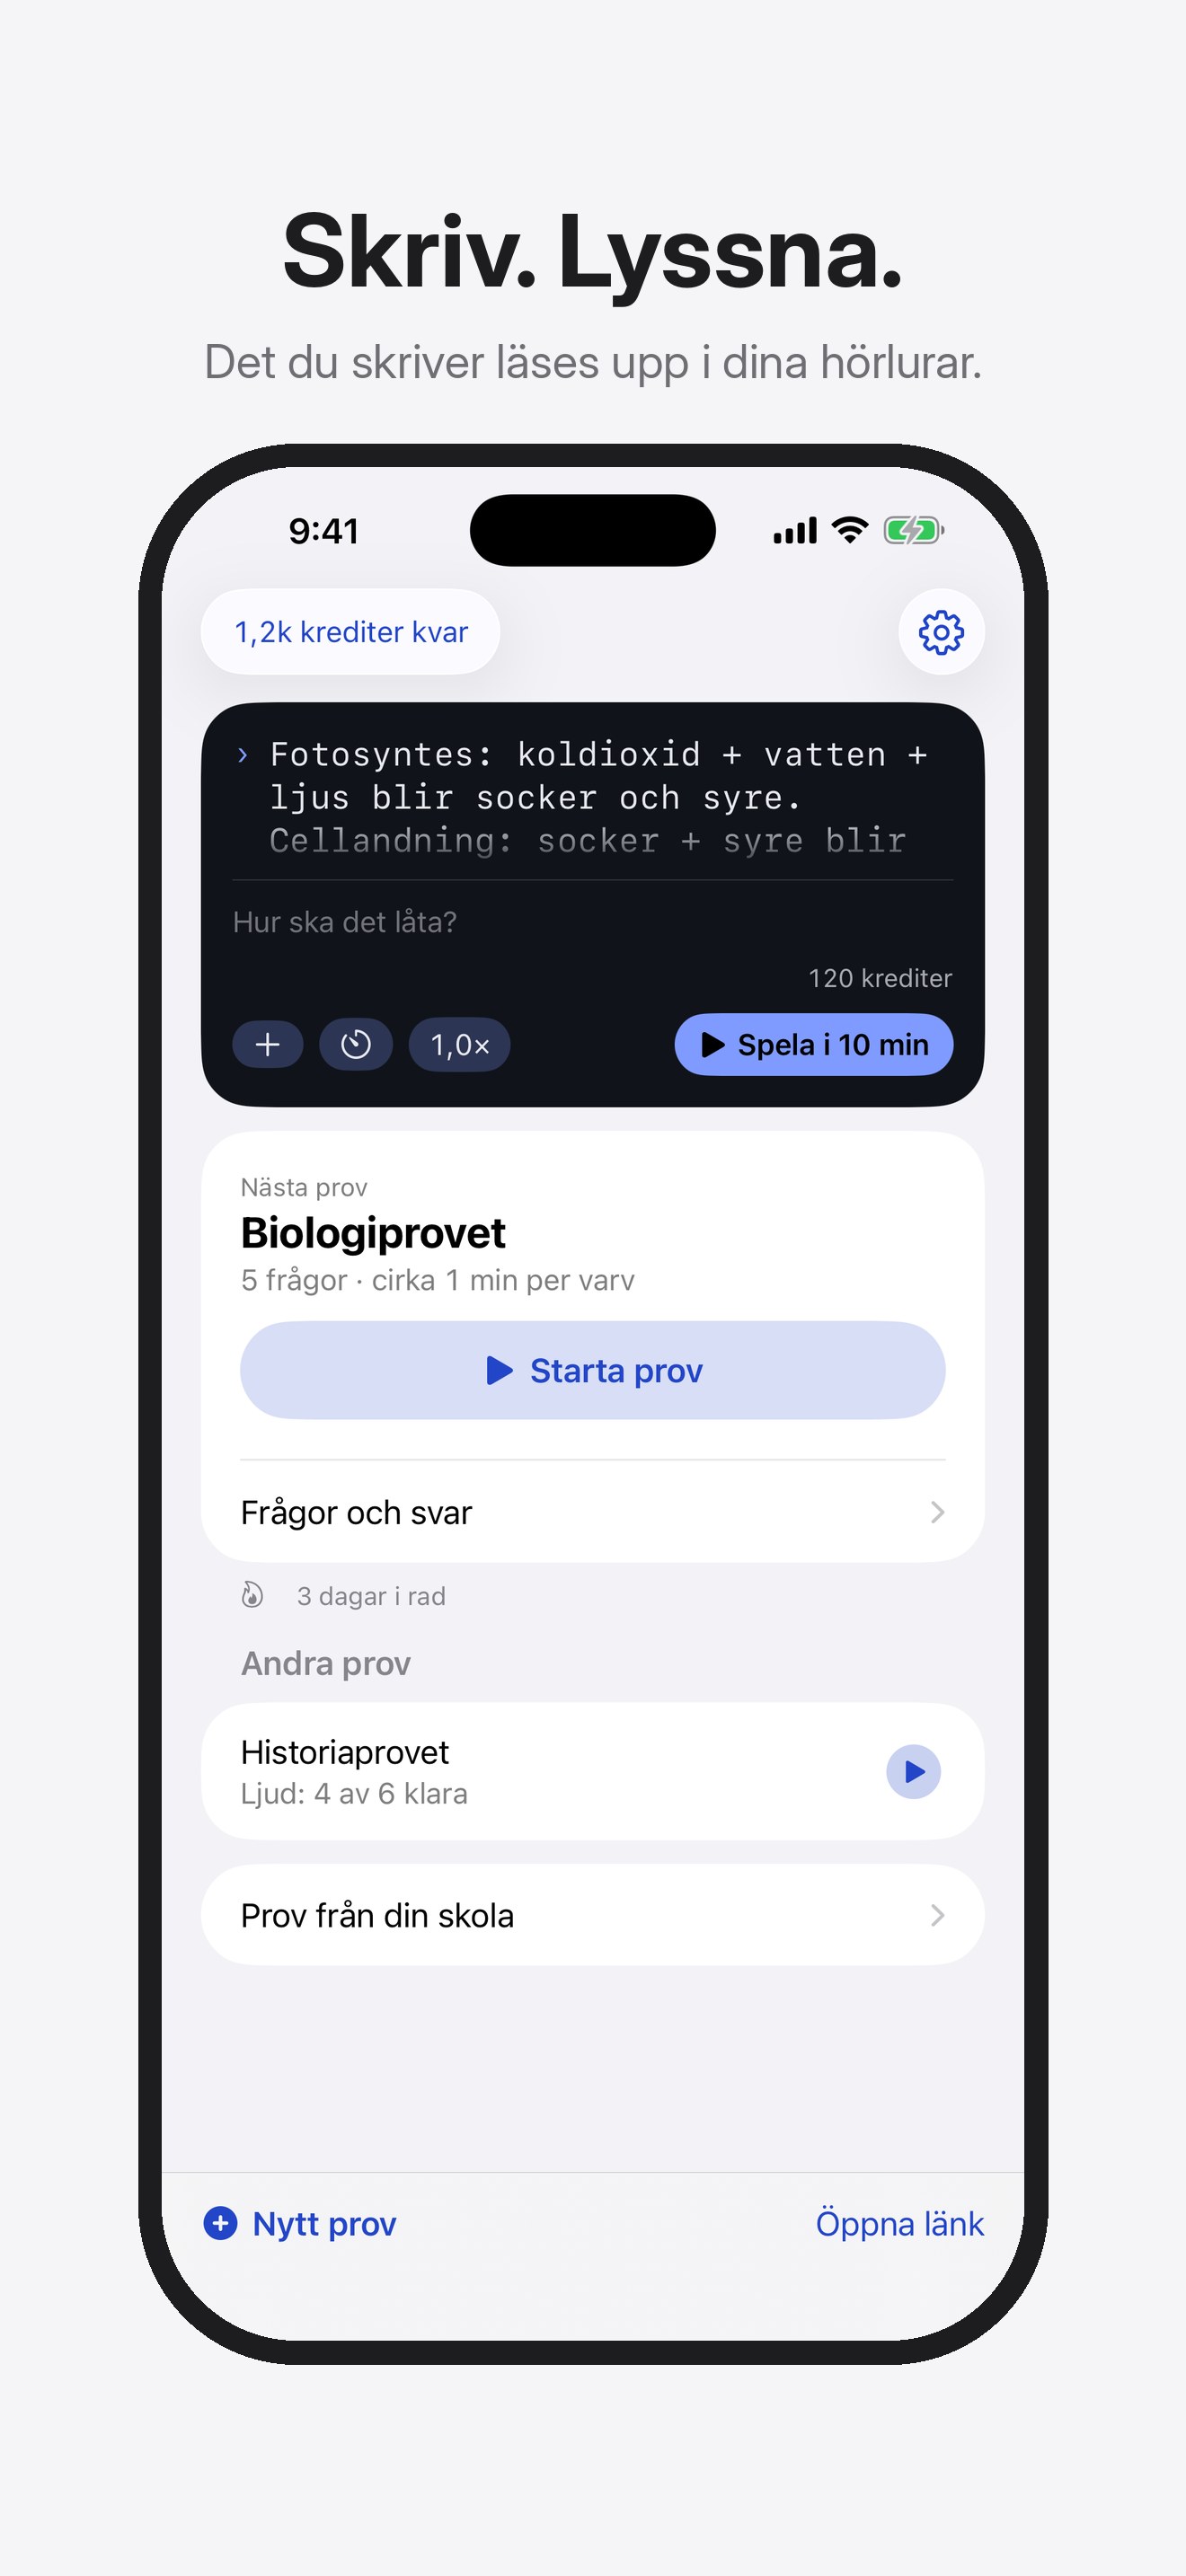 Skriv. Lyssna.
Det du skriver läses upp i dina hörlurar.
9:41
1,2k krediter kvar
› Fotosyntes: koldioxid + vatten +
ljus blir socker och syre.
Cellandning: socker + syre blir
Hur ska det låta?
120 krediter
1,0×
Spela i 10 min
Nästa prov
Biologiprovet
5 frågor · cirka 1 min per varv
Starta prov
Frågor och svar
3 dagar i rad
Andra prov
Historiaprovet
Ljud: 4 av 6 klara
Prov från din skola
Nytt prov
Öppna länk